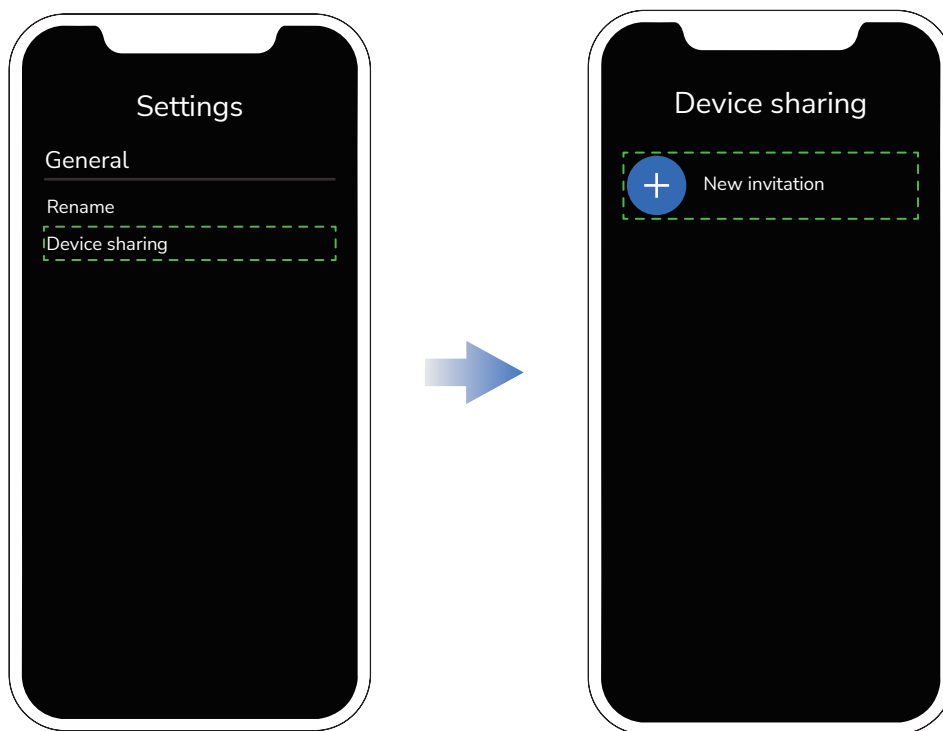 Settings
General
Rename
Device sharing
Device sharing
New invitation